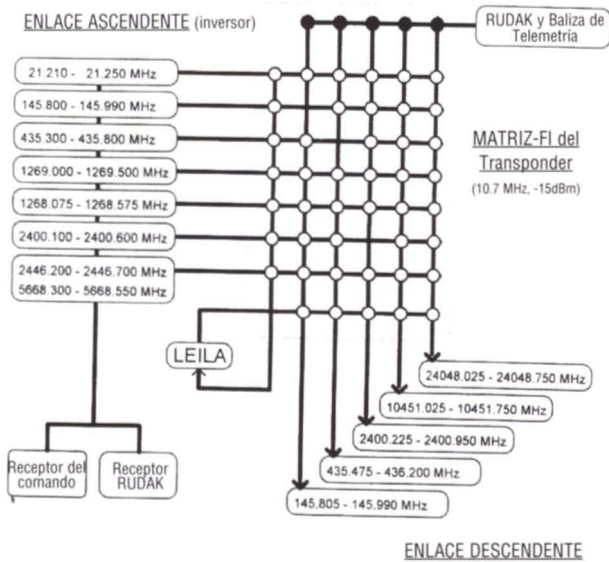 ENLACE ASCENDENTE (inversor)
RUDAK y Baliza de
Telemetría
21.210 - 21.250 MHz
145.800 - 145.990 MHz
435.300 - 435.800 MHz
1269.000 - 1269.500 MHz
1268.075 - 1268.575 MHz
2400.100 - 2400.600 MHz
2446.200 - 2446.700 MHz
5668.300 - 5668.550 MHz
MATRIZ-FI del
Transponder
(10.7 MHz, -15dBm)
LEILA
24048.025 - 24048.750 MHz
10451.025 - 10451.750 MHz
2400.225 - 2400.950 MHz
435.475 - 436.200 MHz
145.805 - 145.990 MHz
Receptor del
comando
Receptor
RUDAK
ENLACE DESCENDENTE